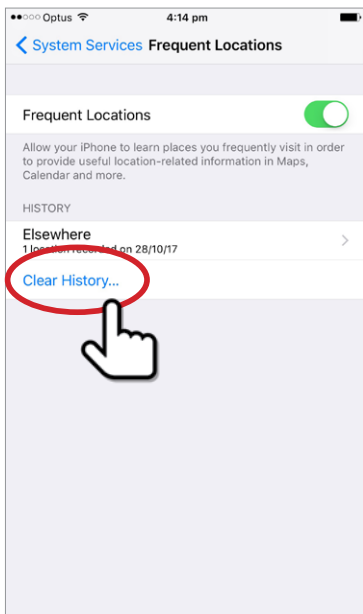 Optus 4:14 pm
System Services Frequent Locations
Frequent Locations
Allow your iPhone to learn places you frequently visit in order
to provide useful location-related information in Maps,
Calendar and more.
HISTORY
Elsewhere
1 location recorded on 28/10/17
Clear History...